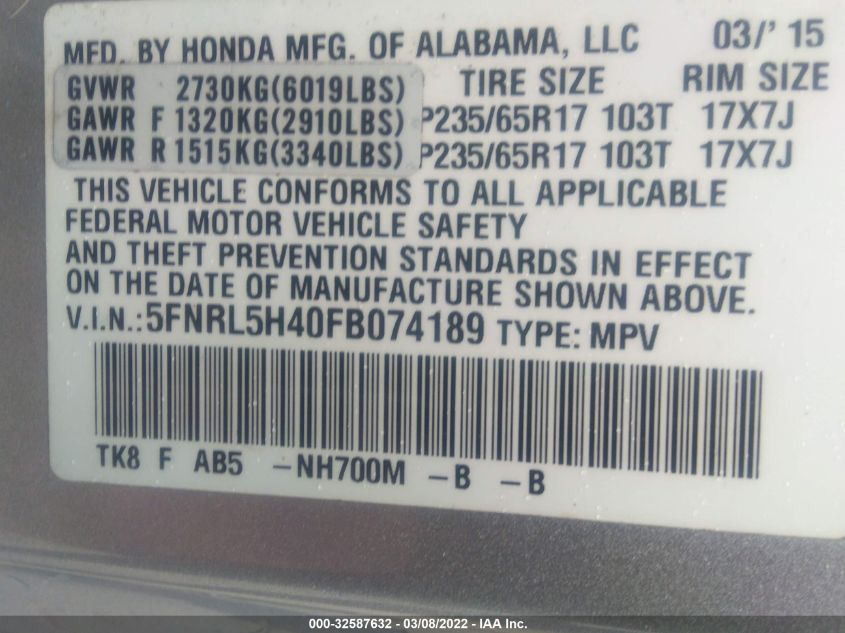 MFD. BY HONDA MFG. OF ALABAMA, LLC 03/' 15
GVWR 2730KG(6019LBS) TIRE SIZE RIM SIZE
GAWR F 1320KG(2910LBS) P235/65R17 103T 17X7J
GAWR R 1515KG(3340LBS) P235/65R17 103T 17X7J
THIS VEHICLE CONFORMS TO ALL APPLICABLE
FEDERAL MOTOR VEHICLE SAFETY
AND THEFT PREVENTION STANDARDS IN EFFECT
ON THE DATE OF MANUFACTURE SHOWN ABOVE.
V.I.N.:5FNRL5H40FB074189 TYPE: MPV
TK8 F AB5 -NH700M -B -B
000-32587632 - 03/08/2022 - IAA Inc.